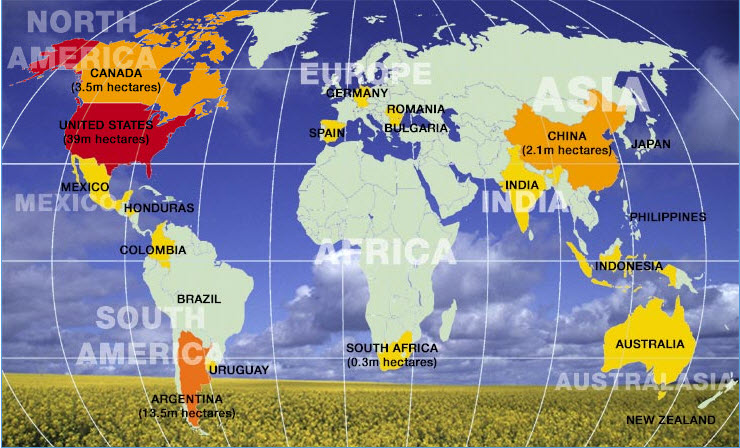 NORTH
AMERICA
CANADA
(3.5m hectares)
UNITED STATES
(39m hectares)
MEXICO
MEXICO
HONDURAS
COLOMBIA
BRAZIL
SOUTH
AMERICA
URUGUAY
ARGENTINA
(13.5m hectares)
EUROPE
GERMANY
ROMANIA
SPAIN
BULGARIA
AFRICA
SOUTH AFRICA
(0.3m hectares)
ASIA
CHINA
(2.1m hectares)
JAPAN
INDIA
INDIA
PHILIPPINES
INDONESIA
AUSTRALIA
AUSTRALASIA
NEW ZEALAND